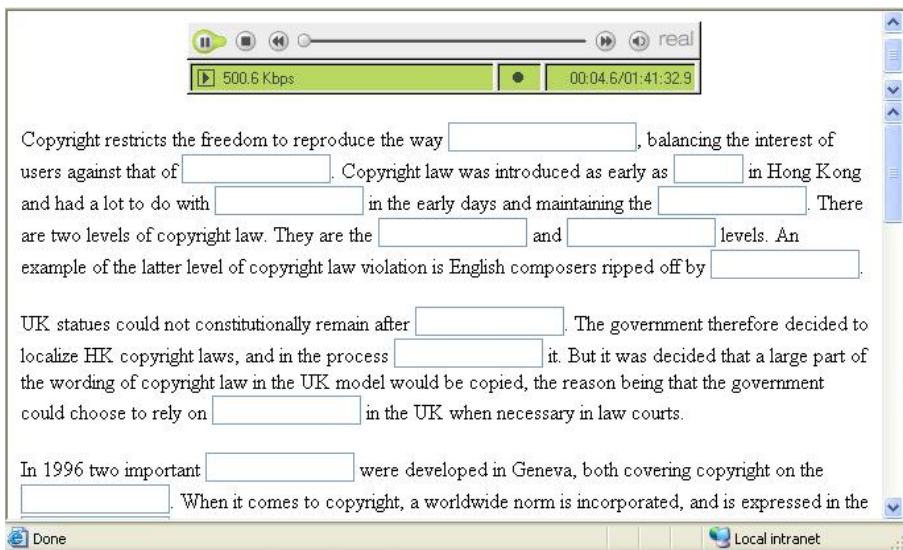 real
500.6 Kbps 00:04.6/01:41:32.9
Copyright restricts the freedom to reproduce the way , balancing the interest of
users against that of . Copyright law was introduced as early as in Hong Kong
and had a lot to do with in the early days and maintaining the . There
are two levels of copyright law. They are the and levels. An
example of the latter level of copyright law violation is English composers ripped off by .
UK statues could not constitutionally remain after . The government therefore decided to
localize HK copyright laws, and in the process it. But it was decided that a large part of
the wording of copyright law in the UK model would be copied, the reason being that the government
could choose to rely on in the UK when necessary in law courts.
In 1996 two important were developed in Geneva, both covering copyright on the
. When it comes to copyright, a worldwide norm is incorporated, and is expressed in the
Done Local intranet